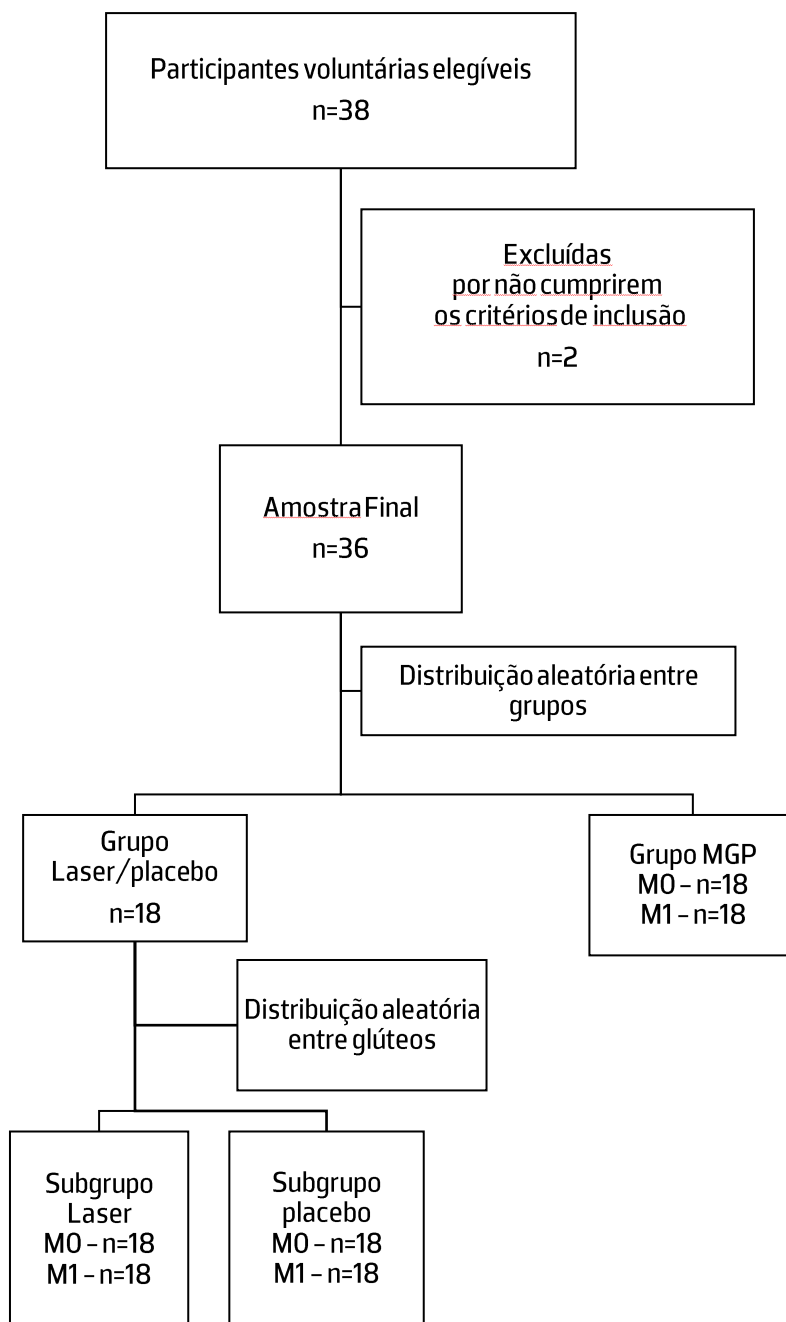 Participantes voluntárias elegíveis
n=38
Excluídas
por não cumprirem
os critérios de inclusão
n=2
Amostra Final
n=36
Distribuição aleatória entre
grupos
Grupo
Laser/placebo
n=18
Grupo MGP
M0 – n=18
M1 – n=18
Distribuição aleatória
entre glúteos
Subgrupo
Laser
M0 – n=18
M1 – n=18
Subgrupo
placebo
M0 – n=18
M1 – n=18